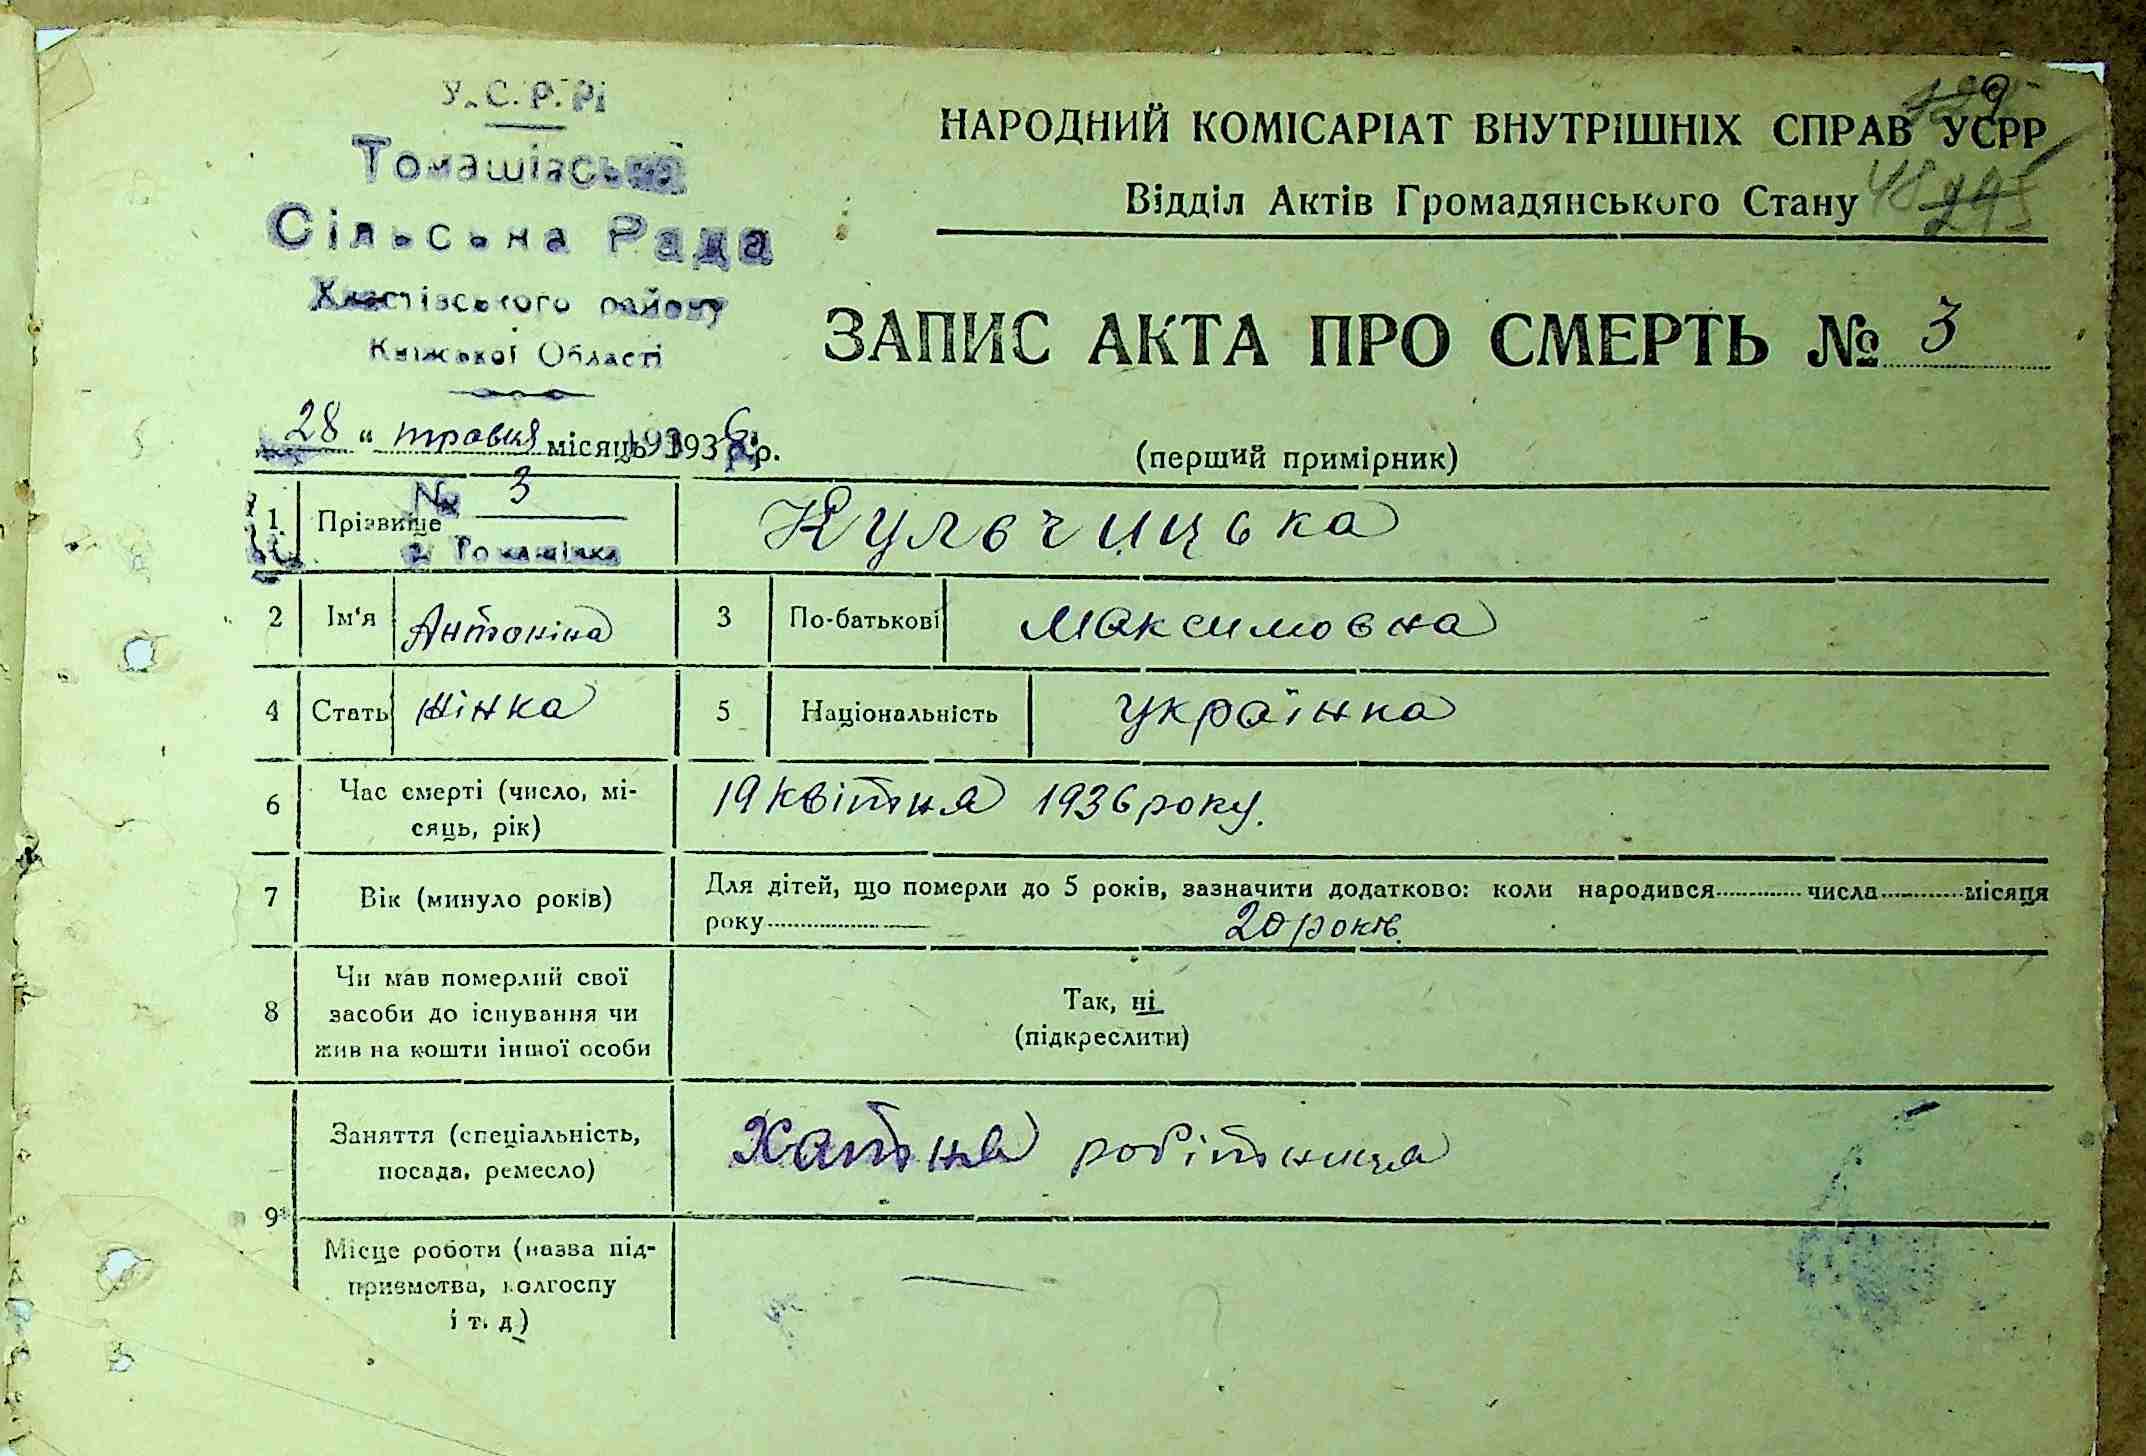 У.С.Р.Р.
Томашівська
Сільська Рада
Хвастівського району
Київської Області
НАРОДНИЙ КОМІСАРІАТ ВНУТРІШНІХ СПРАВ УСРР
Відділ Актів Громадянського Стану
48
ЗАПИС АКТА ПРО СМЕРТЬ № 3
28 " травня місяць 1936 р.
(перший примірник)
№ 3
с. Томашівка
1 Прізвище Кульчицька
2 Ім'я Антоніна 3 По-батькові Максимовна
4 Стать жінка 5 Національність українка
6 Час смерті (число, мі-
сяць, рік) 19 квітня 1936 року.
7 Вік (минуло років) Для дітей, що померли до 5 років, зазначити додатково: коли народився числа місяця
року 20 років.
8 Чи мав померлий свої
засоби до існування чи
жив на кошти іншої особи
Так, ні
(підкреслити)
9 Заняття (спеціальність,
посада, ремесло) Хатня робітниця
Місце роботи (назва під-
приємства, колгоспу
і т. д.) —